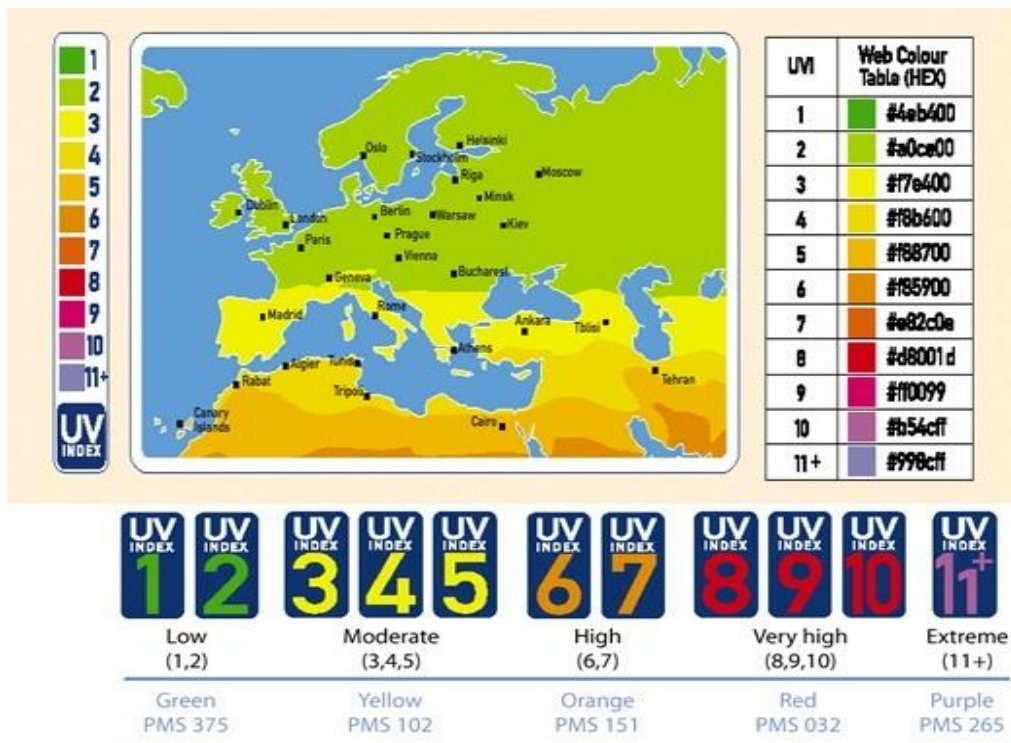 1
2
3
4
5
6
7
8
9
10
11+
UV
INDEX
Oslo
Helsinki
Stockholm
Riga
Moscow
Minsk
Dublin
London
Berlin
Warsaw
Kiev
Paris
Prague
Vienna
Geneva
Bucharest
Madrid
Rome
Ankara
Tblisi
Athens
Algier
Tunis
Rabat
Tripoli
Tehran
Canary
Islands
Cairo
UVI Web Colour
Table (HEX)
1 #4eb400
2 #a0ce00
3 #f7e400
4 #f8b600
5 #f88700
6 #f85900
7 #e82c0e
8 #d8001d
9 #ff0099
10 #b54cff
11+ #998cff
UV UV UV UV UV UV UV UV UV UV UV
INDEX INDEX INDEX INDEX INDEX INDEX INDEX INDEX INDEX INDEX INDEX
1 2 3 4 5 6 7 8 9 10 11+
Low Moderate High Very high Extreme
(1,2) (3,4,5) (6,7) (8,9,10) (11+)
Green Yellow Orange Red Purple
PMS 375 PMS 102 PMS 151 PMS 032 PMS 265